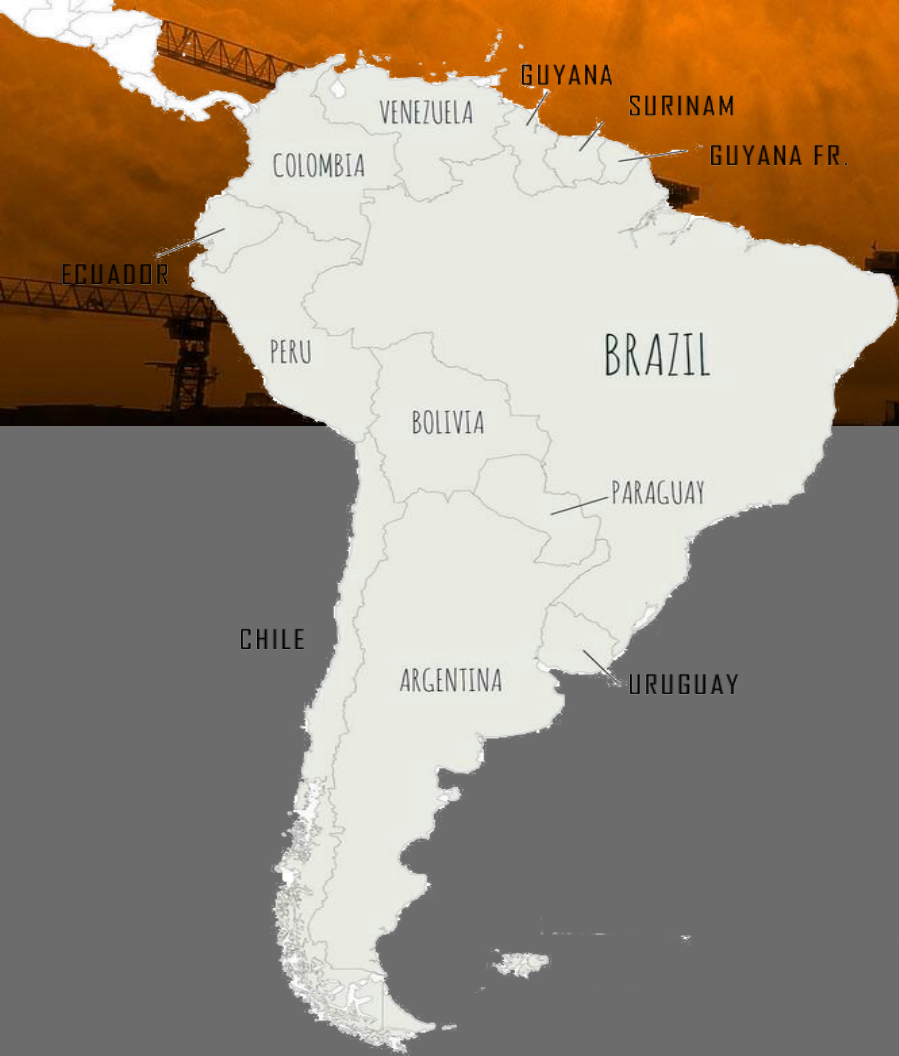 GUYANA
SURINAM
VENEZUELA
GUYANA FR.
COLOMBIA
ECUADOR
PERU
BRAZIL
BOLIVIA
PARAGUAY
CHILE
ARGENTINA
URUGUAY